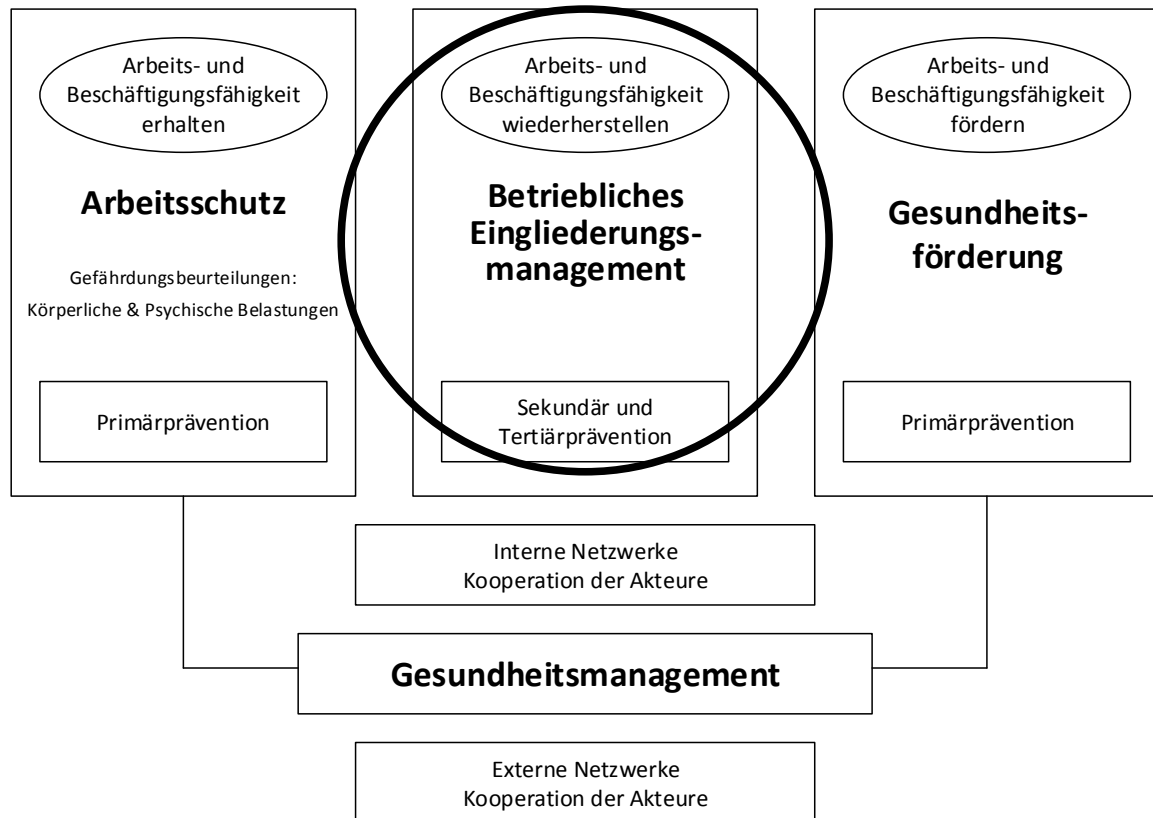 Arbeits- und
Beschäftigungsfähigkeit
erhalten
Arbeitsschutz
Gefährdungsbeurteilungen:
Körperliche & Psychische Belastungen
Primärprävention
Arbeits- und
Beschäftigungsfähigkeit
wiederherstellen
Betriebliches
Eingliederungs-
management
Sekundär und
Tertiärprävention
Arbeits- und
Beschäftigungsfähigkeit
fördern
Gesundheits-
förderung
Primärprävention
Interne Netzwerke
Kooperation der Akteure
Gesundheitsmanagement
Externe Netzwerke
Kooperation der Akteure